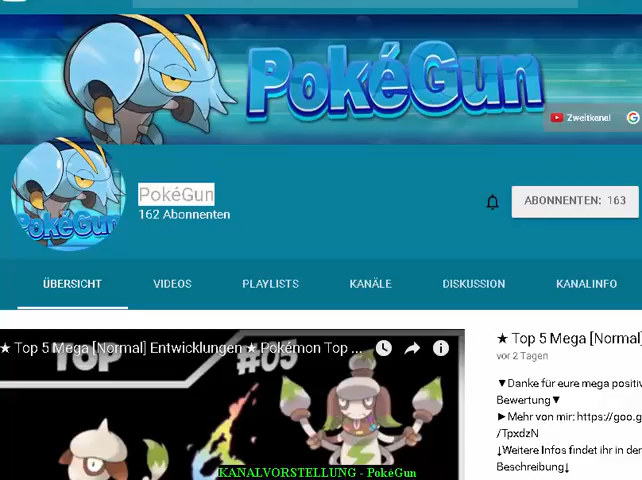 PokéGun
Zweitkanal
PokéGun
PokéGun
162 Abonnenten
ABONNENTEN: 163
ÜBERSICHT
VIDEOS
PLAYLISTS
KANÄLE
DISKUSSION
KANALINFO
★ Top 5 Mega [Normal] Entwicklungen ★ Pokémon Top ...
TOP
#05
★ Top 5 Mega [Normal]
vor 2 Tagen
▼Danke für eure mega positiv
Bewertung▼
►Mehr von mir: https://goo.g
/TpxdzN
↓Weitere Infos findet ihr in der
Beschreibung↓
KANALVORSTELLUNG - PokéGun